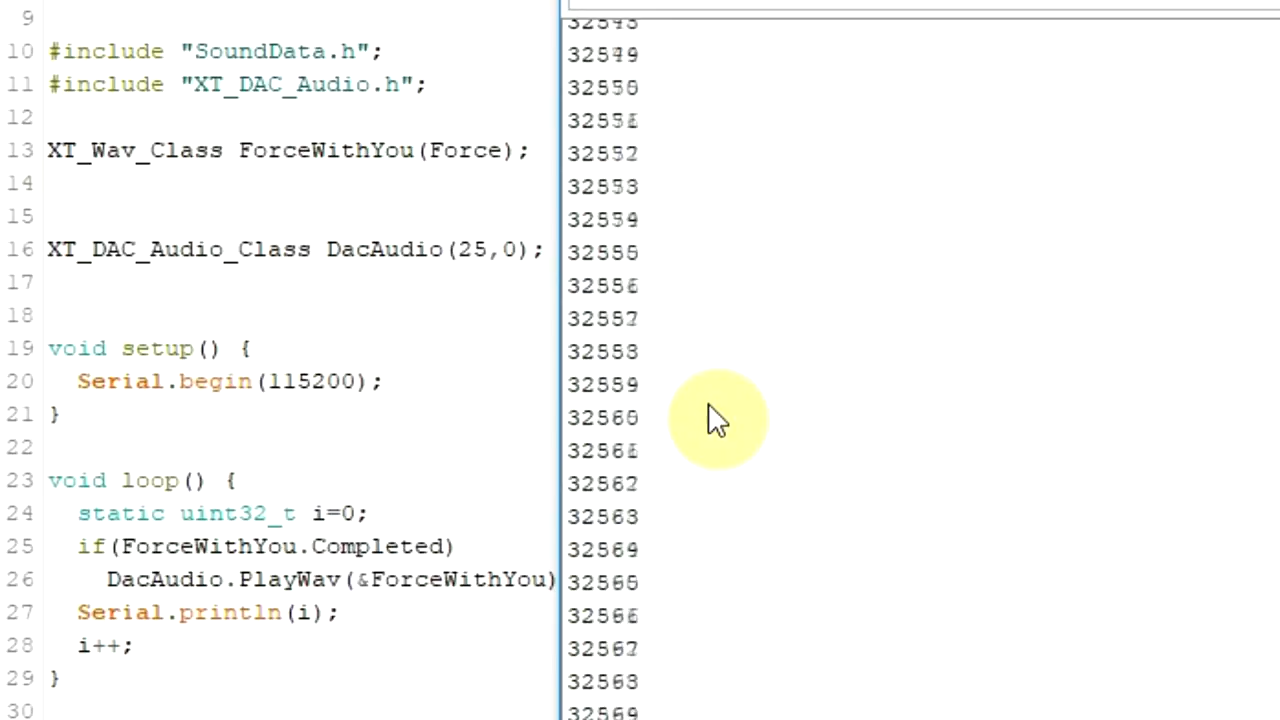 9
10 #include "SoundData.h";
11 #include "XT_DAC_Audio.h";
12
13 XT_Wav_Class ForceWithYou(Force);
14
15
16 XT_DAC_Audio_Class DacAudio(25,0);
17
18
19 void setup() {
20 Serial.begin(115200);
21 }
22
23 void loop() {
24 static uint32_t i=0;
25 if(ForceWithYou.Completed)
26 DacAudio.PlayWav(&ForceWithYou)
27 Serial.println(i);
28 i++;
29 }
30
32549
32550
32551
32552
32553
32554
32555
32556
32557
32558
32559
32560
32561
32562
32563
32564
32565
32566
32567
32568
32569